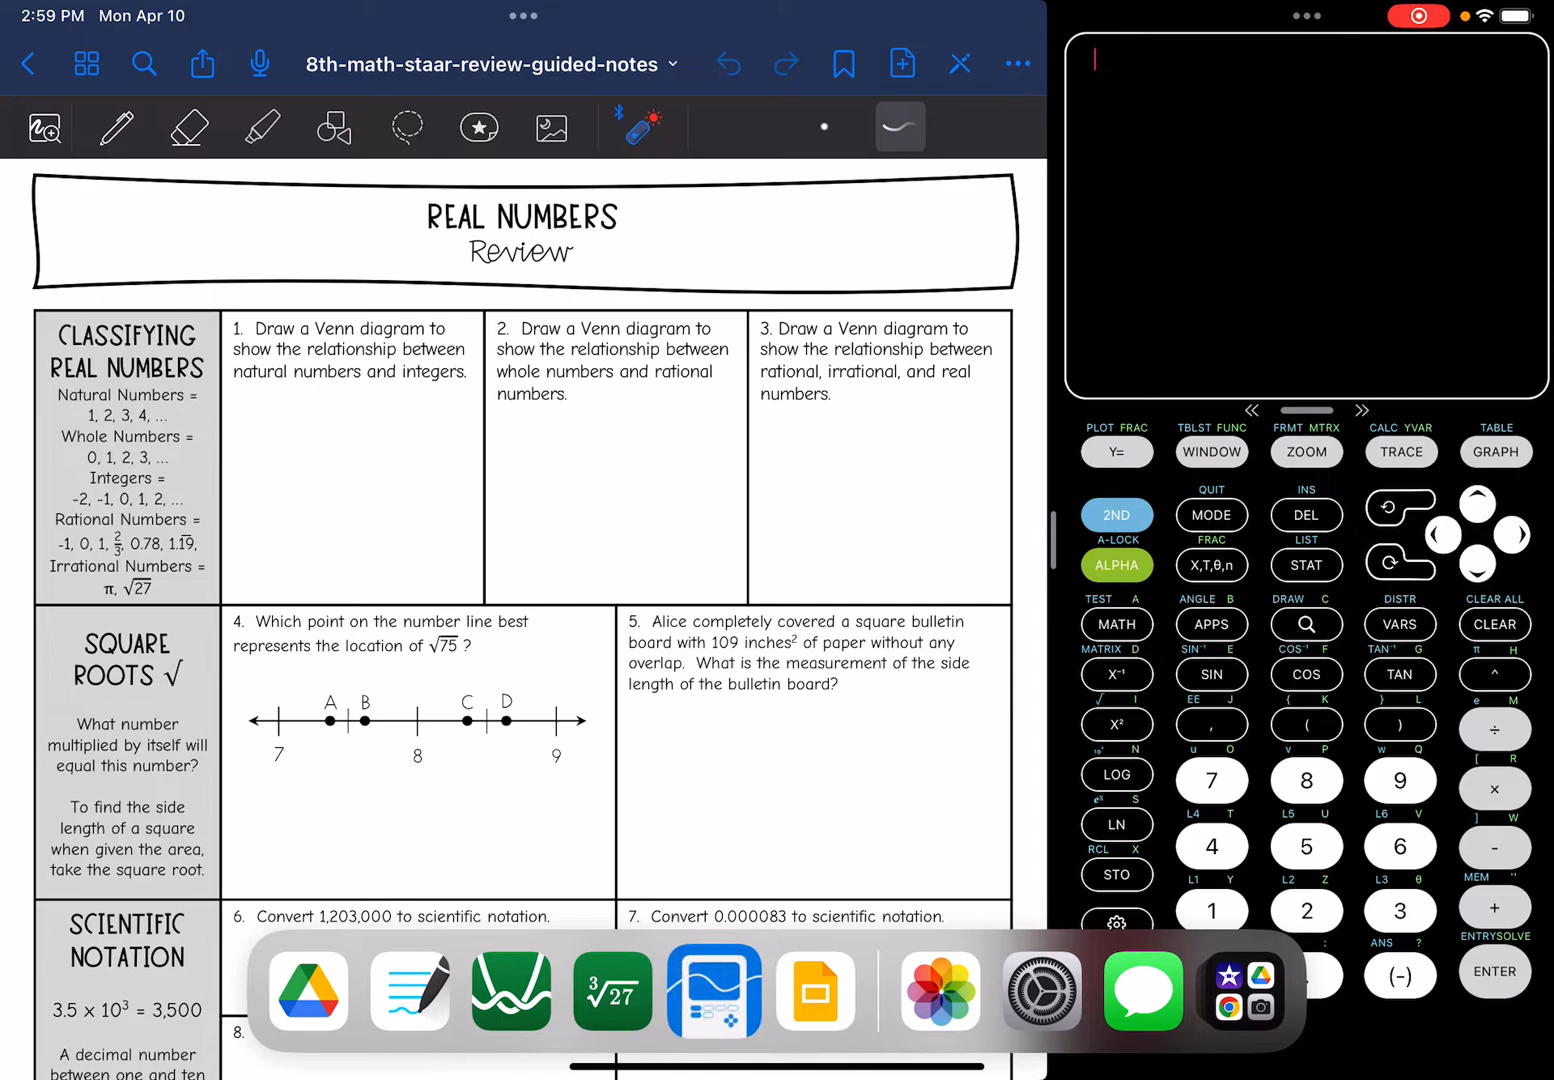 2:59 PM Mon Apr 10
8th-math-staar-review-guided-notes
REAL NUMBERS
Review
CLASSIFYING
REAL NUMBERS
Natural Numbers =
1, 2, 3, 4, ...
Whole Numbers =
0, 1, 2, 3, ...
Integers =
-2, -1, 0, 1, 2, ...
Rational Numbers =
-1, 0, 1, 2/3, 0.78, 1.1̅9̅,
Irrational Numbers =
π, √27
1. Draw a Venn diagram to
show the relationship between
natural numbers and integers.
2. Draw a Venn diagram to
show the relationship between
whole numbers and rational
numbers.
3. Draw a Venn diagram to
show the relationship between
rational, irrational, and real
numbers.
SQUARE
ROOTS √
What number
multiplied by itself will
equal this number?
To find the side
length of a square
when given the area,
take the square root.
4. Which point on the number line best
represents the location of √75 ?
A B C D
7 8 9
5. Alice completely covered a square bulletin
board with 109 inches² of paper without any
overlap. What is the measurement of the side
length of the bulletin board?
SCIENTIFIC
NOTATION
3.5 x 10³ = 3,500
A decimal number
between one and ten
6. Convert 1,203,000 to scientific notation.
7. Convert 0.000083 to scientific notation.
8.
³√27
PLOT FRAC TBLST FUNC FRMT MTRX CALC YVAR TABLE
Y= WINDOW ZOOM TRACE GRAPH
QUIT INS
2ND MODE DEL
A-LOCK FRAC LIST
ALPHA X,T,θ,n STAT
TEST A ANGLE B DRAW C DISTR CLEAR ALL
MATH APPS VARS CLEAR
MATRIX D SIN⁻¹ E COS⁻¹ F TAN⁻¹ G π H
X⁻¹ SIN COS TAN ^
√ I EE J { K } L e M
X² , ( ) ÷
10ˣ N u O v P w Q [ R
LOG 7 8 9 ×
eˣ S L4 T L5 U L6 V ] W
LN 4 5 6 -
RCL X L1 Y L2 Z L3 θ MEM "
STO 1 2 3 +
: ANS ? ENTRY SOLVE
. (-) ENTER